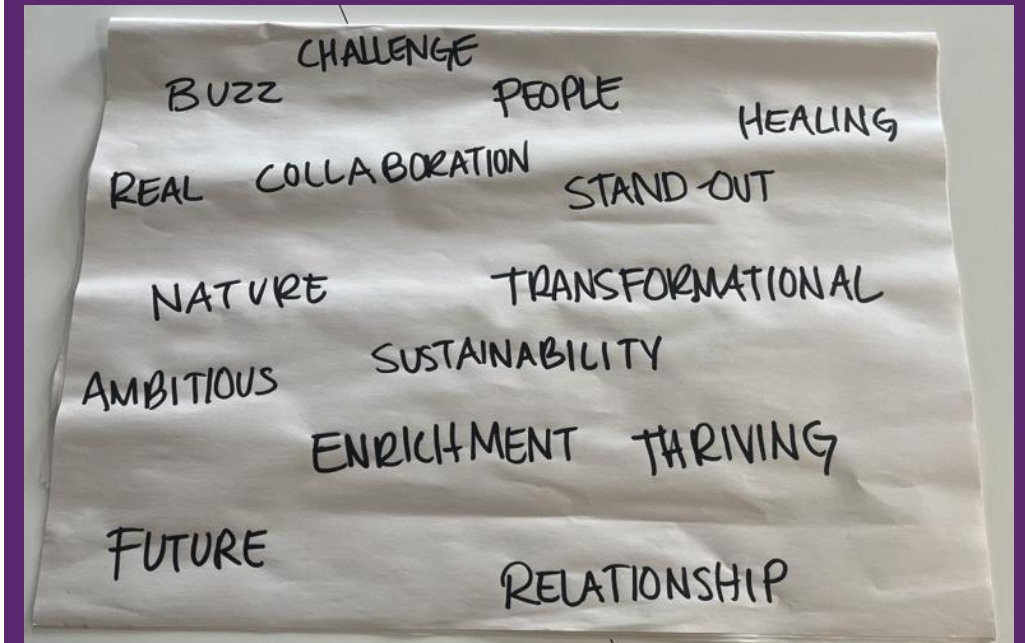 CHALLENGE
BUZZ PEOPLE
HEALING
REAL COLLABORATION
STAND-OUT
NATURE TRANSFORMATIONAL
SUSTAINABILITY
AMBITIOUS
ENRICHMENT THRIVING
FUTURE
RELATIONSHIP